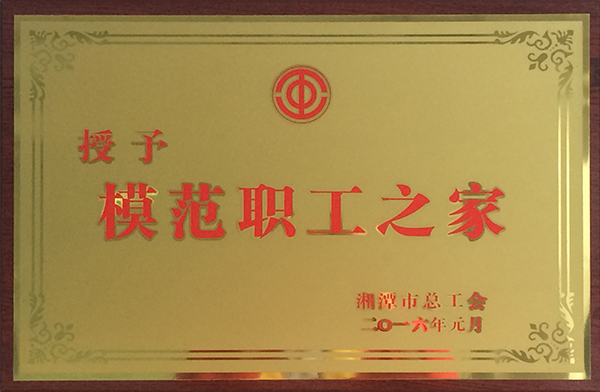 授予
模范职工之家
湘潭市总工会
二〇一六年元月